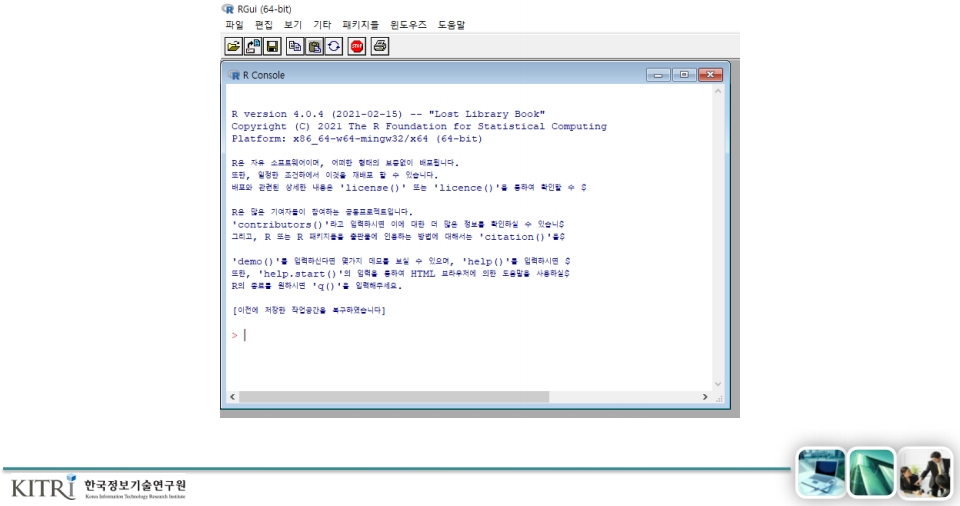 RGui (64-bit)
파일 편집 보기 기타 패키지들 윈도우즈 도움말
STOP
R Console
R version 4.0.4 (2021-02-15) -- "Lost Library Book"
Copyright (C) 2021 The R Foundation for Statistical Computing
Platform: x86_64-w64-mingw32/x64 (64-bit)
R은 자유 소프트웨어이며, 어떠한 형태의 보증없이 배포됩니다.
또한, 일정한 조건하에서 이것을 재배포 할 수 있습니다.
배포와 관련된 상세한 내용은 'license()' 또는 'licence()'을 통하여 확인할 수 $
R은 많은 기여자들이 참여하는 공동프로젝트입니다.
'contributors()'라고 입력하시면 이에 대한 더 많은 정보를 확인하실 수 있습니$
그리고, R 또는 R 패키지들을 출판물에 인용하는 방법에 대해서는 'citation()'을$
'demo()'를 입력하신다면 몇가지 데모를 보실 수 있으며, 'help()'를 입력하시면 $
또한, 'help.start()'의 입력을 통하여 HTML 브라우저에 의한 도움말을 사용하실$
R의 종료를 원하시면 'q()'을 입력해주세요.
[이전에 저장한 작업공간을 복구하였습니다]
>
KITRI 한국정보기술연구원
Korea Information Technology Research Institute